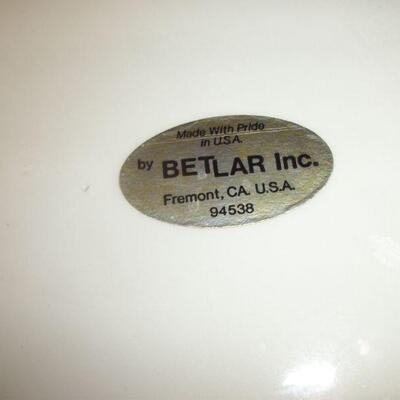 Made With Pride
in U.S.A.
by BETLAR Inc.
Fremont, CA. U.S.A.
94538